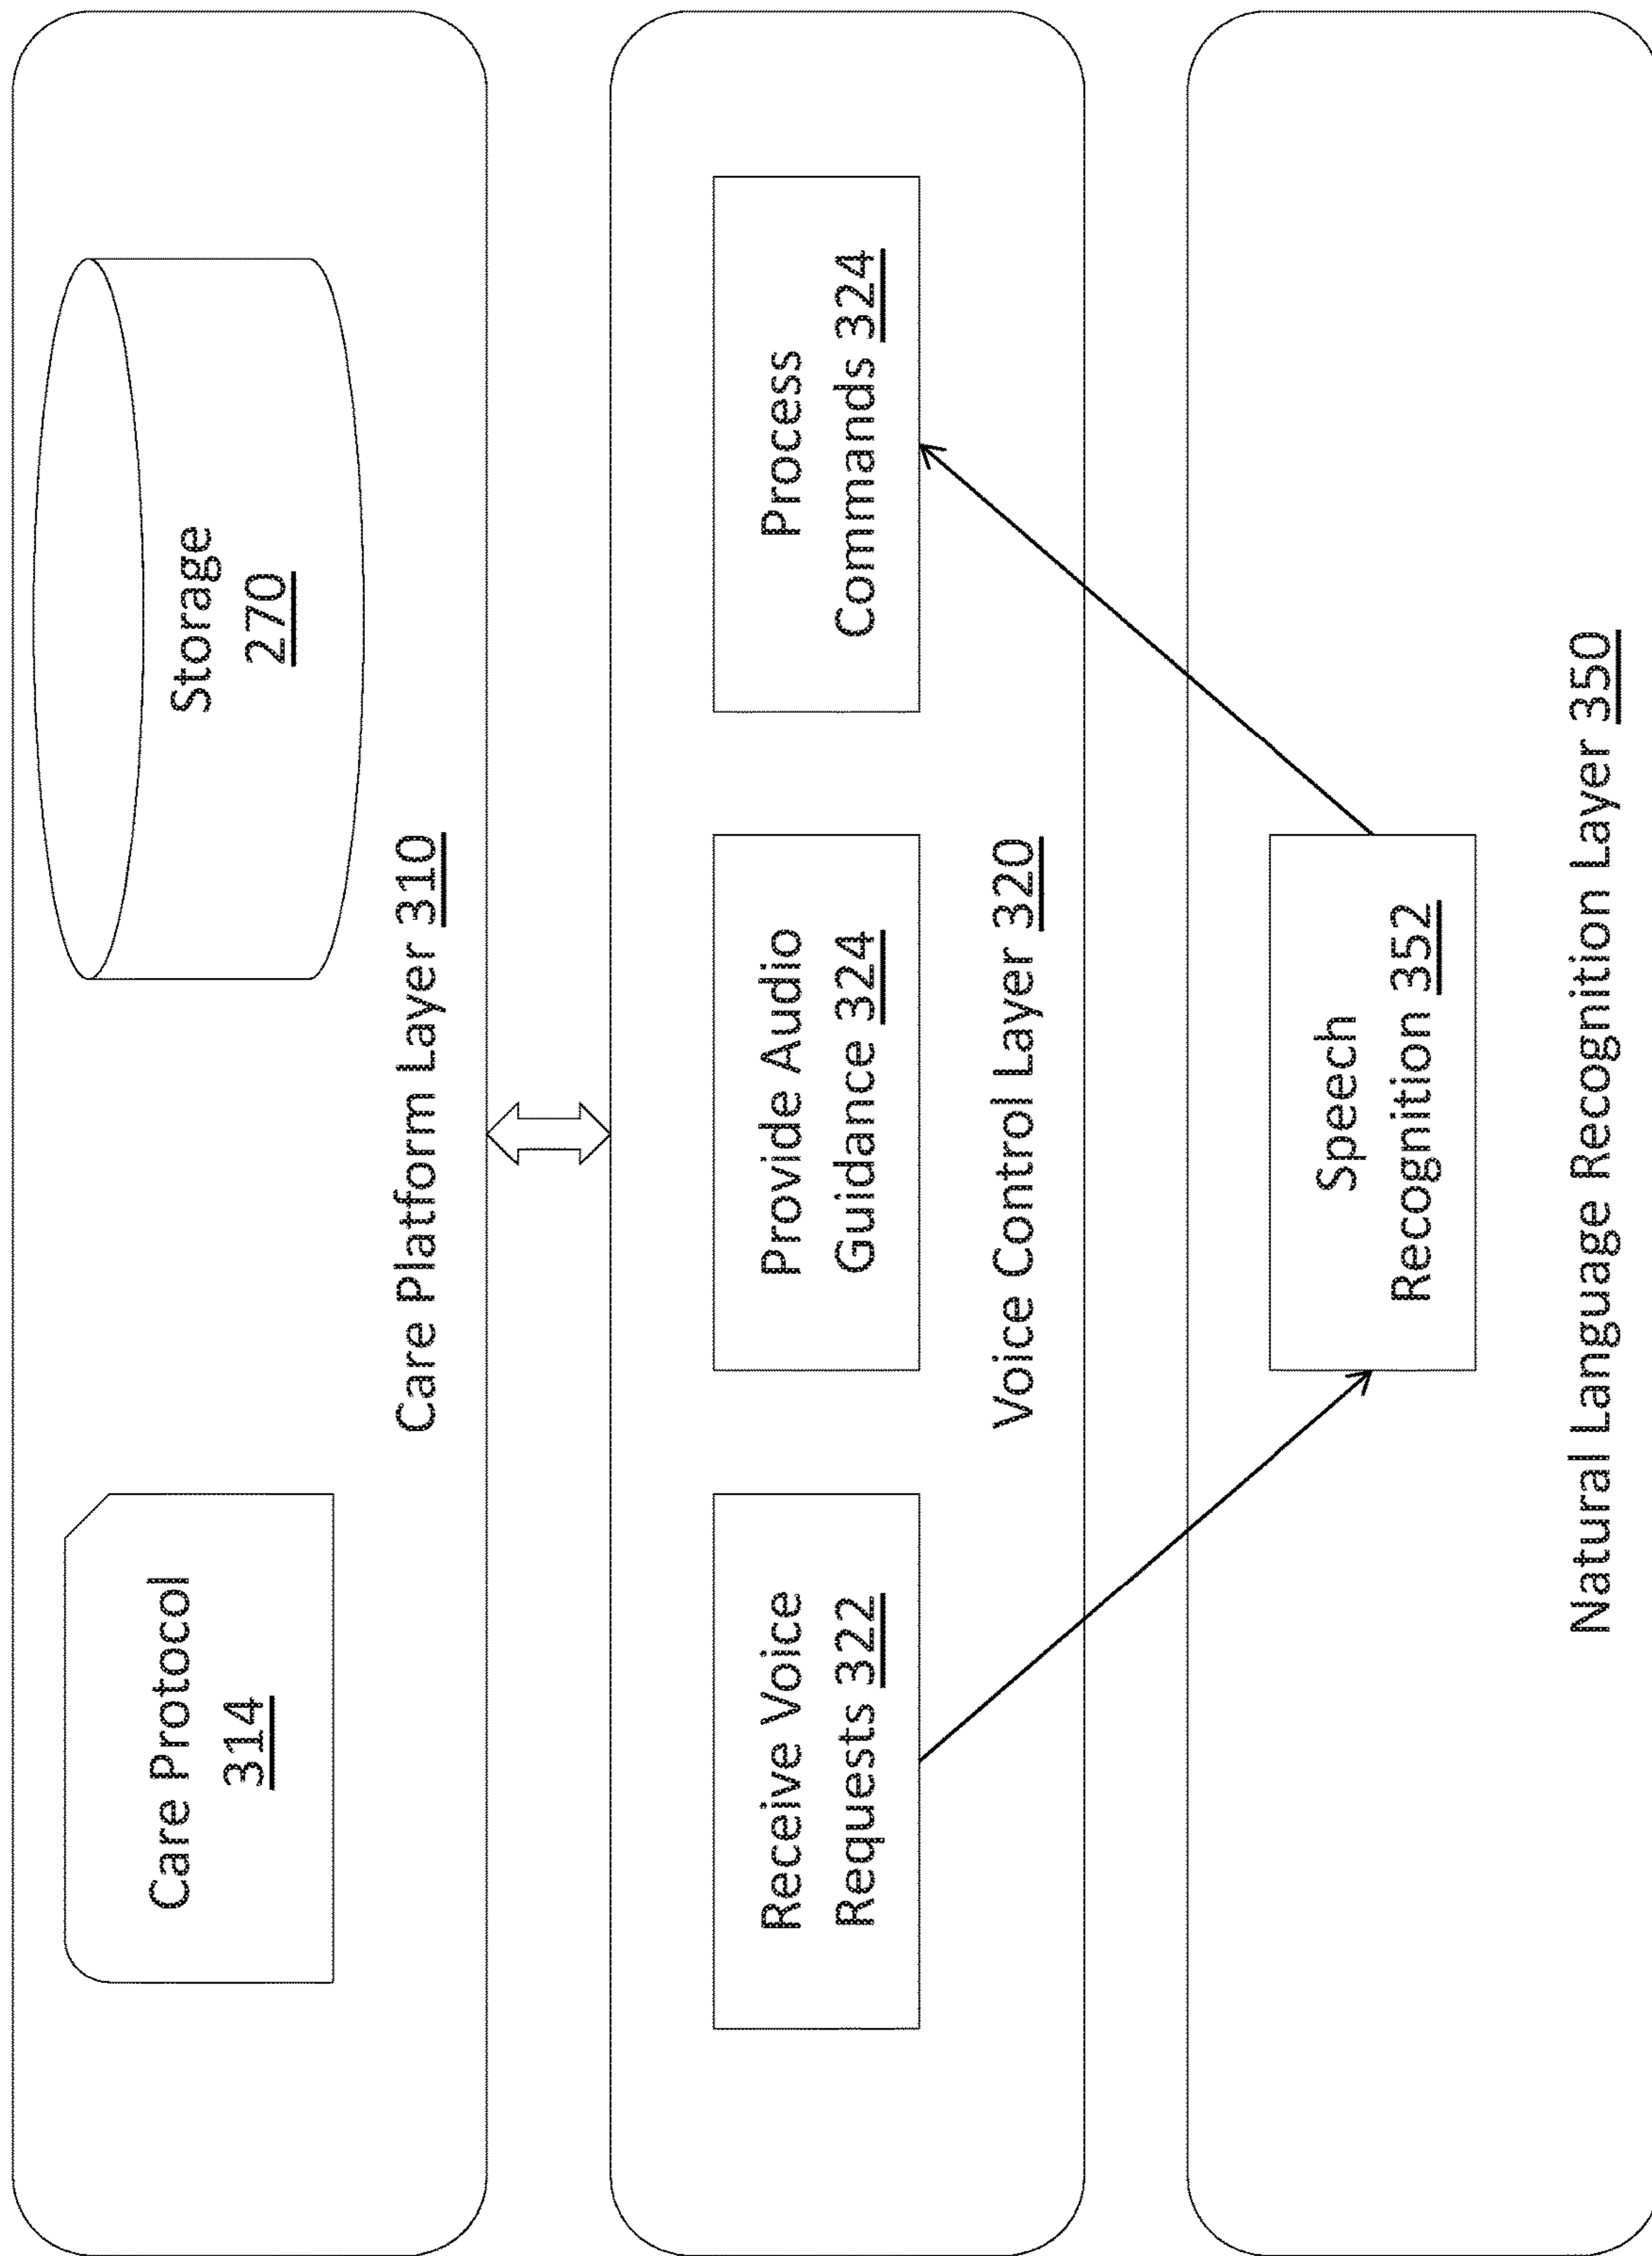 Care Protocol
314
Storage
270
Care Platform Layer 310
Receive Voice
Requests 322
Provide Audio
Guidance 324
Process
Commands 324
Voice Control Layer 320
Speech
Recognition 352
Natural Language Recognition Layer 350